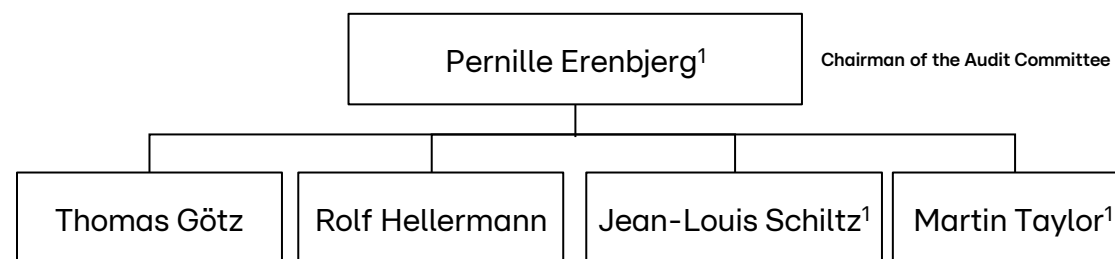 Pernille Erenbjerg¹
Chairman of the Audit Committee
Thomas Götz
Rolf Hellermann
Jean-Louis Schiltz¹
Martin Taylor¹